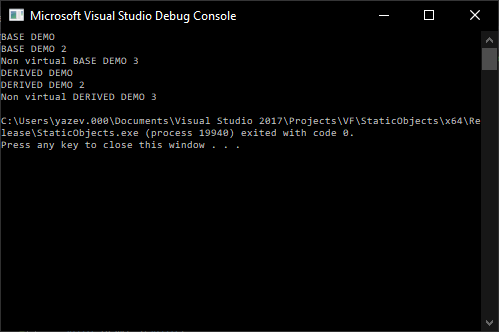 Microsoft Visual Studio Debug Console
BASE DEMO
BASE DEMO 2
Non virtual BASE DEMO 3
DERIVED DEMO
DERIVED DEMO 2
Non virtual DERIVED DEMO 3
C:\Users\yazev.000\Documents\Visual Studio 2017\Projects\VF\StaticObjects\x64\Re
lease\StaticObjects.exe (process 19940) exited with code 0.
Press any key to close this window . . .